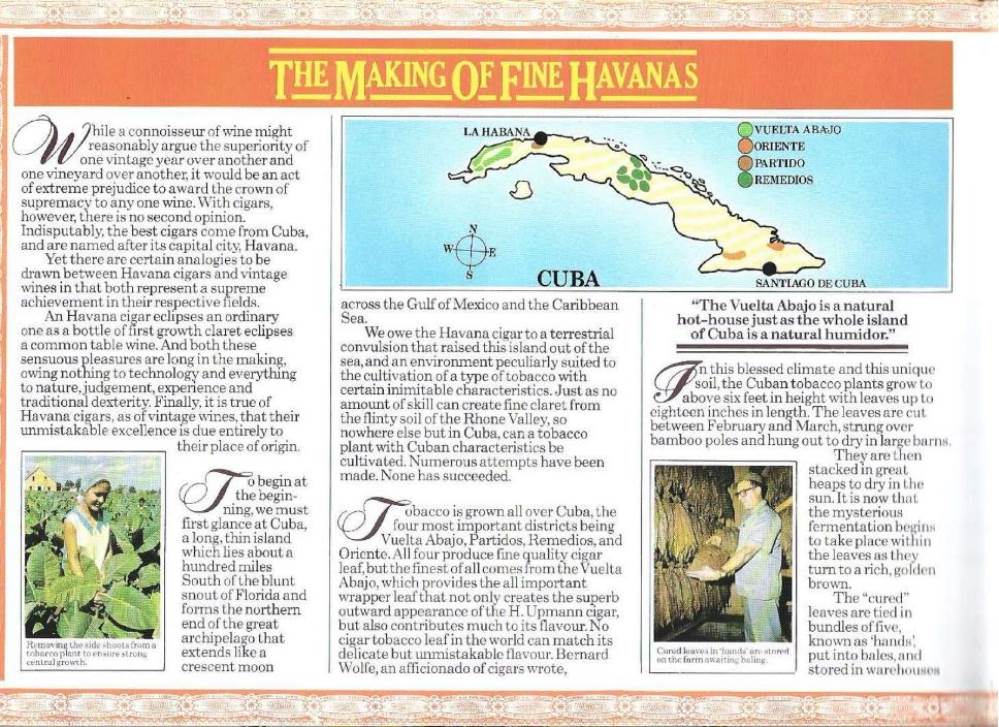 THE MAKING OF FINE HAVANAS
While a connoisseur of wine might
reasonably argue the superiority of
one vintage year over another and
one vineyard over another, it would be an act
of extreme prejudice to award the crown of
supremacy to any one wine. With cigars,
however, there is no second opinion.
Indisputably, the best cigars come from Cuba,
and are named after its capital city, Havana.
Yet there are certain analogies to be
drawn between Havana cigars and vintage
wines in that both represent a supreme
achievement in their respective fields.
An Havana cigar eclipses an ordinary
one as a bottle of first growth claret eclipses
a common table wine. And both these
sensuous pleasures are long in the making,
owing nothing to technology and everything
to nature, judgement, experience and
traditional dexterity. Finally, it is true of
Havana cigars, as of vintage wines, that their
unmistakable excellence is due entirely to
their place of origin.
To begin at
the begin-
ning, we must
first glance at Cuba,
a long, thin island
which lies about a
hundred miles
South of the blunt
snout of Florida and
forms the northern
end of the great
archipelago that
extends like a
crescent moon
Removing the side shoots from a
tobacco plant to ensure strong
central growth.
LA HABANA
VUELTA ABAJO
ORIENTE
PARTIDO
REMEDIOS
N
W
E
S
CUBA
SANTIAGO DE CUBA
across the Gulf of Mexico and the Caribbean
Sea.
We owe the Havana cigar to a terrestrial
convulsion that raised this island out of the
sea, and an environment peculiarly suited to
the cultivation of a type of tobacco with
certain inimitable characteristics. Just as no
amount of skill can create fine claret from
the flinty soil of the Rhone Valley, so
nowhere else but in Cuba, can a tobacco
plant with Cuban characteristics be
cultivated. Numerous attempts have been
made. None has succeeded.
Tobacco is grown all over Cuba, the
four most important districts being
Vuelta Abajo, Partidos, Remedios, and
Oriente. All four produce fine quality cigar
leaf, but the finest of all comes from the Vuelta
Abajo, which provides the all important
wrapper leaf that not only creates the superb
outward appearance of the H. Upmann cigar,
but also contributes much to its flavour. No
cigar tobacco leaf in the world can match its
delicate but unmistakable flavour. Bernard
Wolfe, an afficionado of cigars wrote,
"The Vuelta Abajo is a natural
hot-house just as the whole island
of Cuba is a natural humidor."
In this blessed climate and this unique
soil, the Cuban tobacco plants grow to
above six feet in height with leaves up to
eighteen inches in length. The leaves are cut
between February and March, strung over
bamboo poles and hung out to dry in large barns.
They are then
stacked in great
heaps to dry in the
sun. It is now that
the mysterious
fermentation begins
to take place within
the leaves as they
turn to a rich, golden
brown.
The "cured"
leaves are tied in
bundles of five,
known as 'hands',
put into bales, and
stored in warehouses
Cured leaves in 'hands' are stored
on the farm awaiting baling.